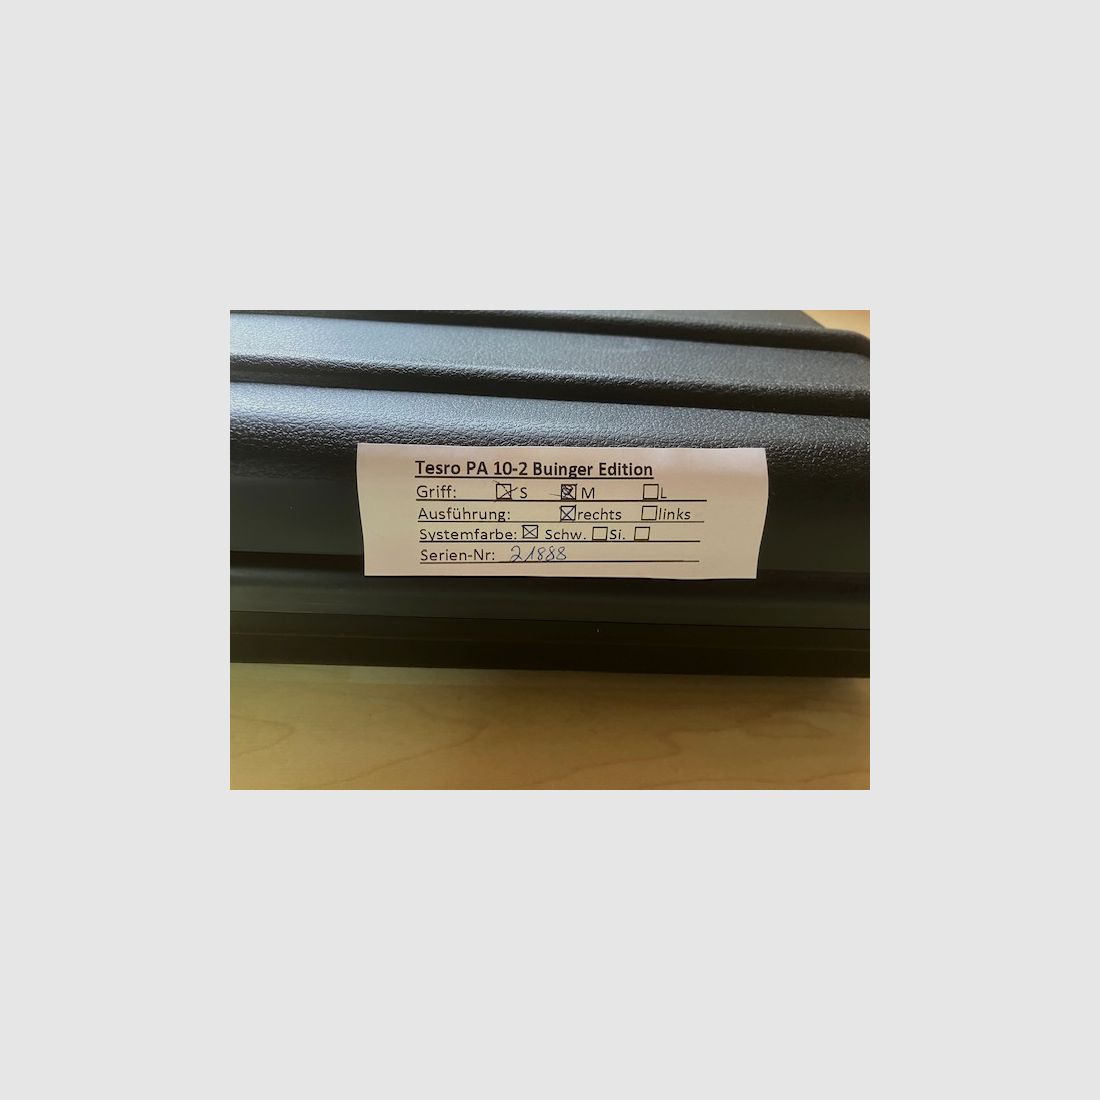 Tesro PA 10-2 Buinger Edition
Griff: ☒ S ☒ M ☐ L
Ausführung: ☒ rechts ☐ links
Systemfarbe: ☒ Schw. ☐ Si. ☐
Serien-Nr: 21888